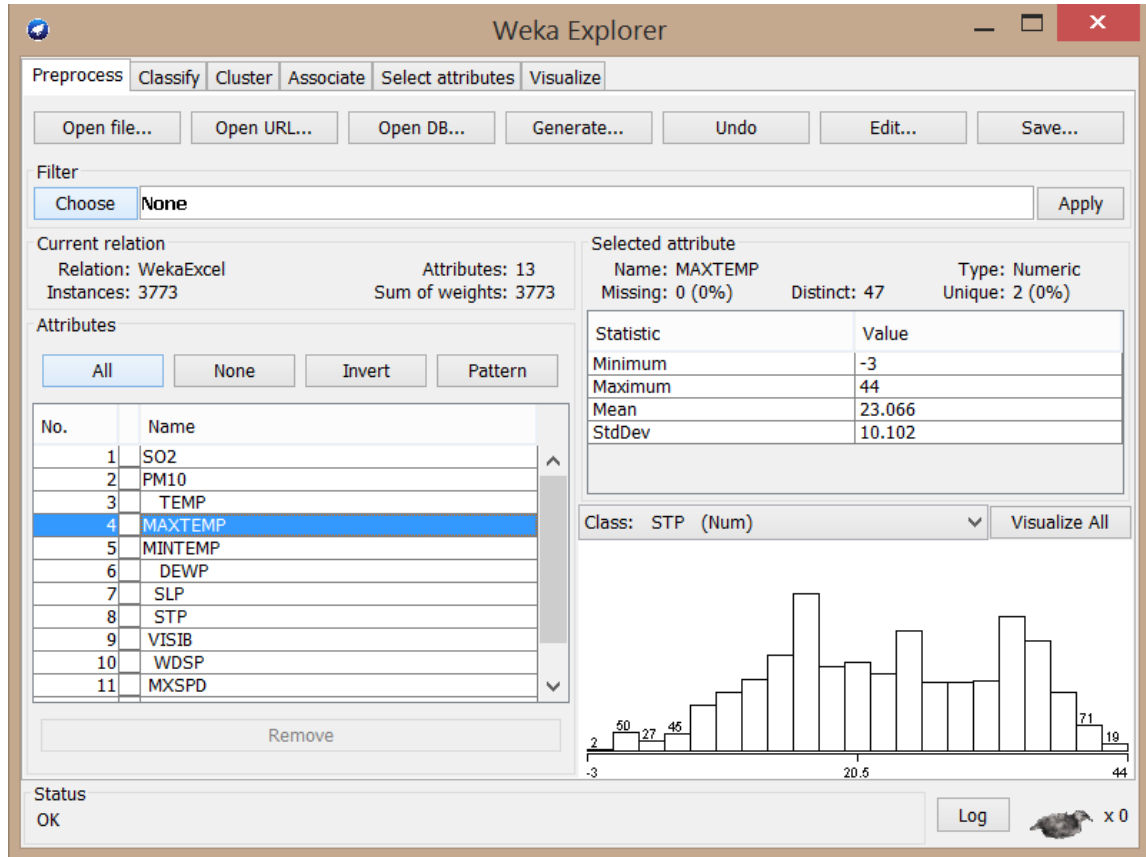 Weka Explorer
Preprocess Classify Cluster Associate Select attributes Visualize
Open file... Open URL... Open DB... Generate... Undo Edit... Save...
Filter
Choose None Apply
Current relation
Relation: WekaExcel Attributes: 13
Instances: 3773 Sum of weights: 3773
Selected attribute
Name: MAXTEMP Type: Numeric
Missing: 0 (0%) Distinct: 47 Unique: 2 (0%)
Statistic Value
Minimum -3
Maximum 44
Mean 23.066
StdDev 10.102
Attributes
All None Invert Pattern
No. Name
1 SO2
2 PM10
3 TEMP
4 MAXTEMP
5 MINTEMP
6 DEWP
7 SLP
8 STP
9 VISIB
10 WDSP
11 MXSPD
Remove
Class: STP (Num) Visualize All
2 50 27 45 71 19
-3 20.5 44
Status
OK
Log x 0